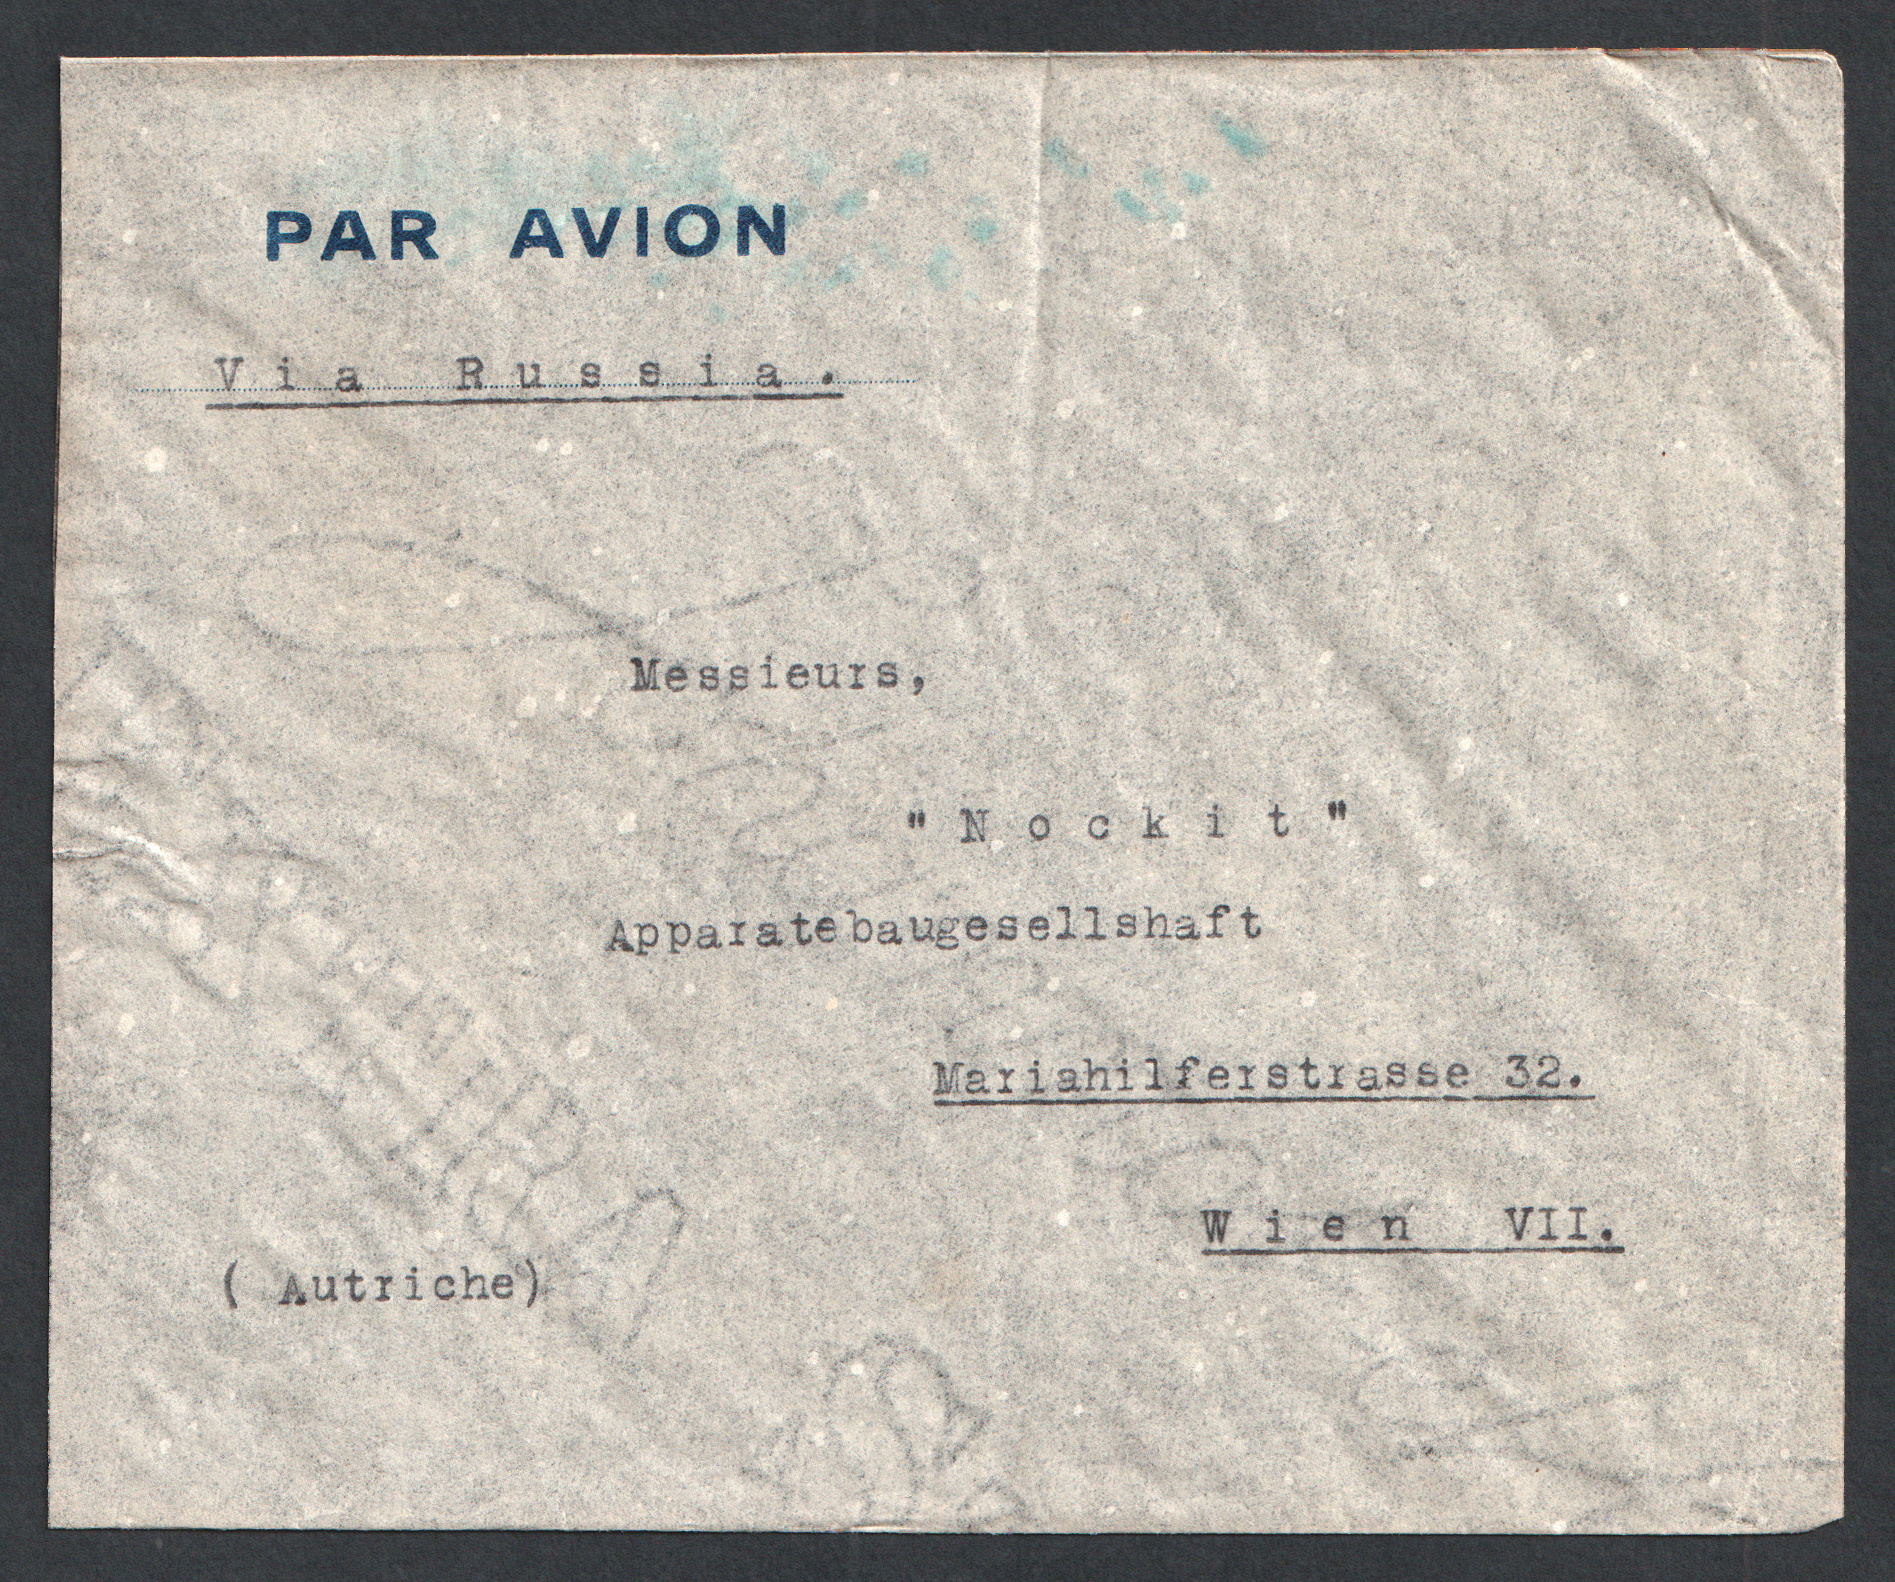 PAR AVION
Via Russia.
Messieurs,
"Nockit"
Apparatebaugesellshaft
Mariahilferstrasse 32.
Wien VII.
( Autriche)